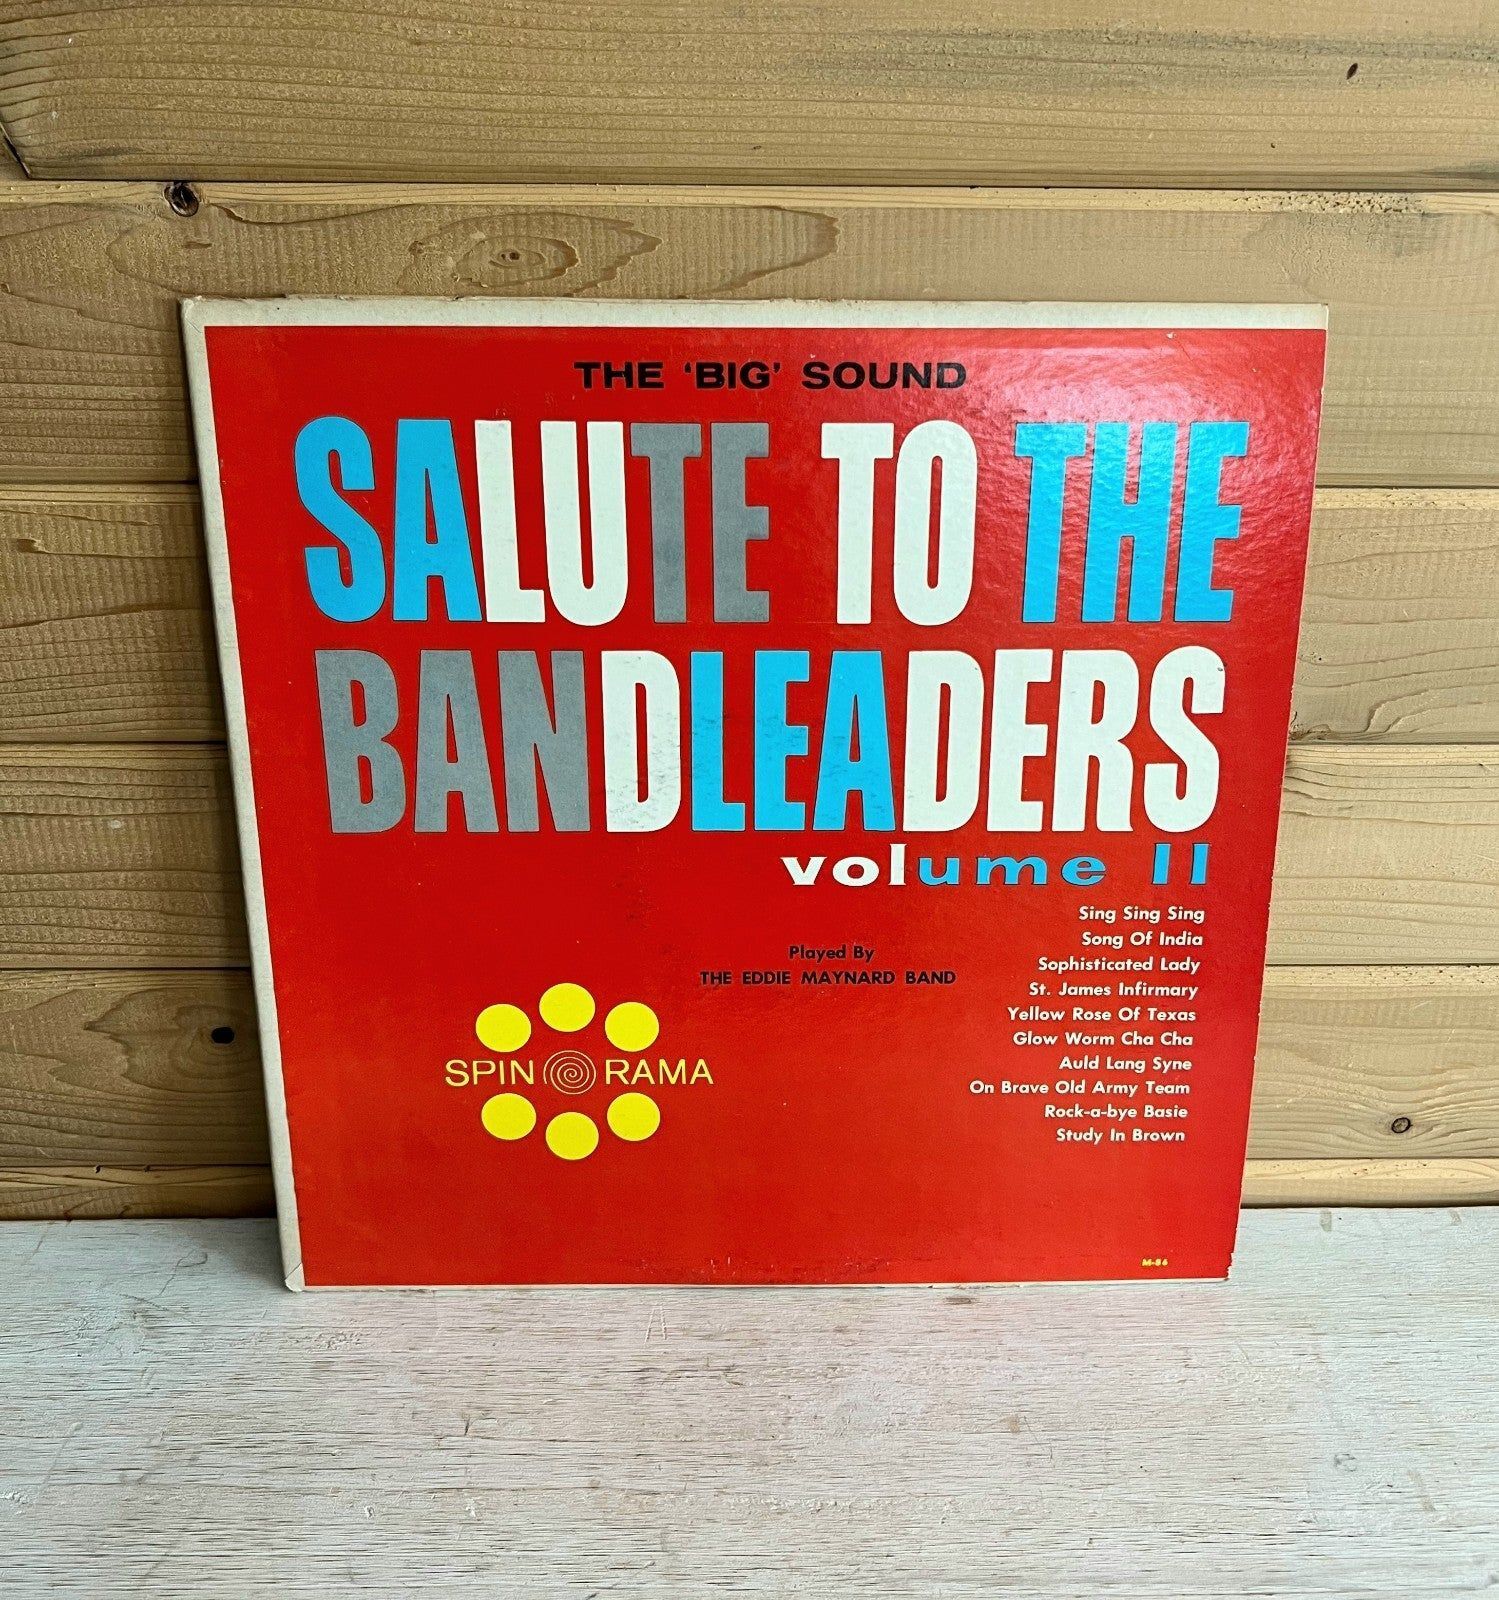 THE 'BIG' SOUND
SALUTE TO THE
BANDLEADERS
volume II
Sing Sing Sing
Song Of India
Sophisticated Lady
St. James Infirmary
Yellow Rose Of Texas
Glow Worm Cha Cha
Auld Lang Syne
On Brave Old Army Team
Rock-a-bye Basie
Study In Brown
Played By
THE EDDIE MAYNARD BAND
SPIN O RAMA
M-86